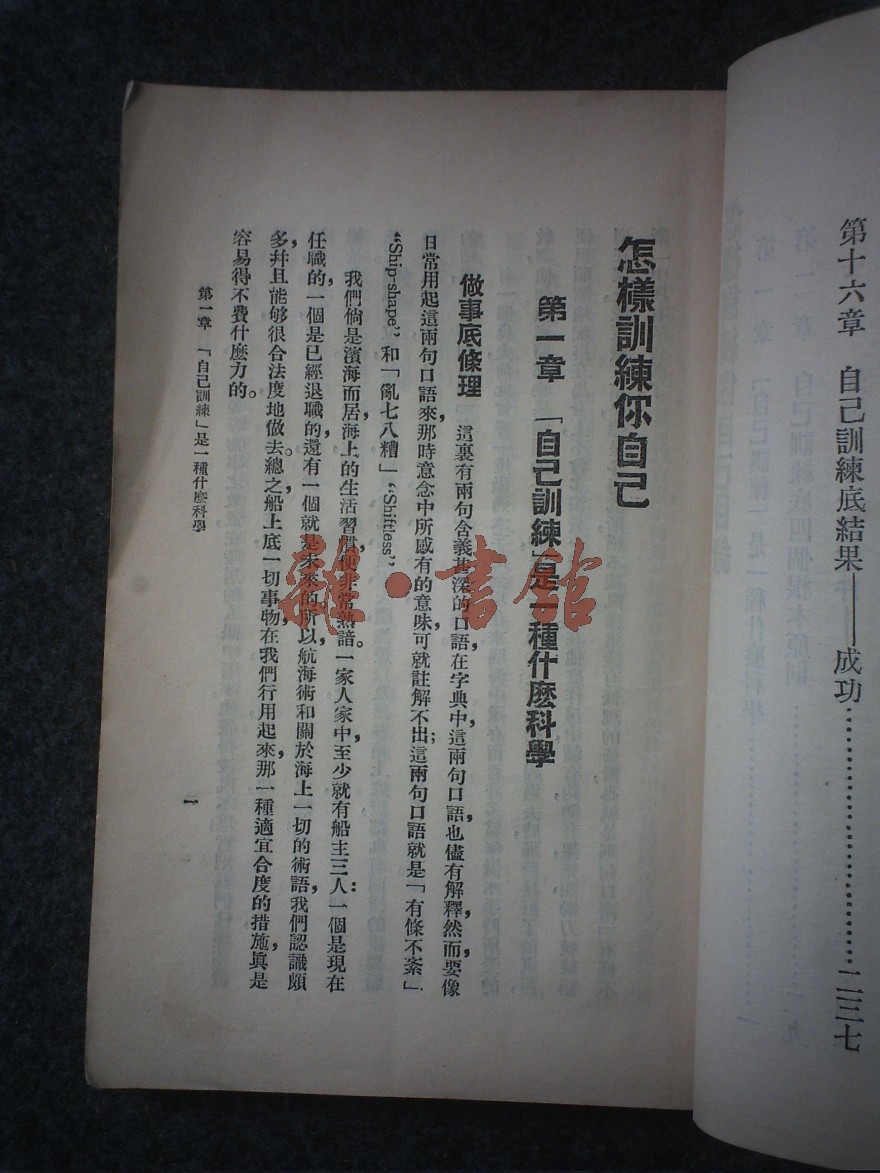 第十六章　自己訓練底結果——成功…………………………二三七
怎樣訓練你自己
第一章　「自己訓練」是一種什麽科學
做事底條理　這裏有兩句含義甚深的口語，在字典中，這兩句口語，也儘有解釋，然而要像
日常用起這兩句口語來，那時意念中所感有的意味，可就註解不出；這兩句口語就是「有條不紊」
“Ship-shape” 和「亂七八糟」“Shiftless”。
我們倘是濱海而居，海上的生活習慣，便非常熟諳。一家人家中至少就有船主三人：一個是現在
任職的，一個是已經退職的，還有一個就是未來的。所以航海術和關於海上一切的術語，我們認識頗
多，幷且能够很合法度地做去。總之船上底一切事物，在我們行用起來，那一種適宜合度的措施，眞是
容易得不費什麽力的。
第一章　「自己訓練」是一種什麽科學
一
雜·書館